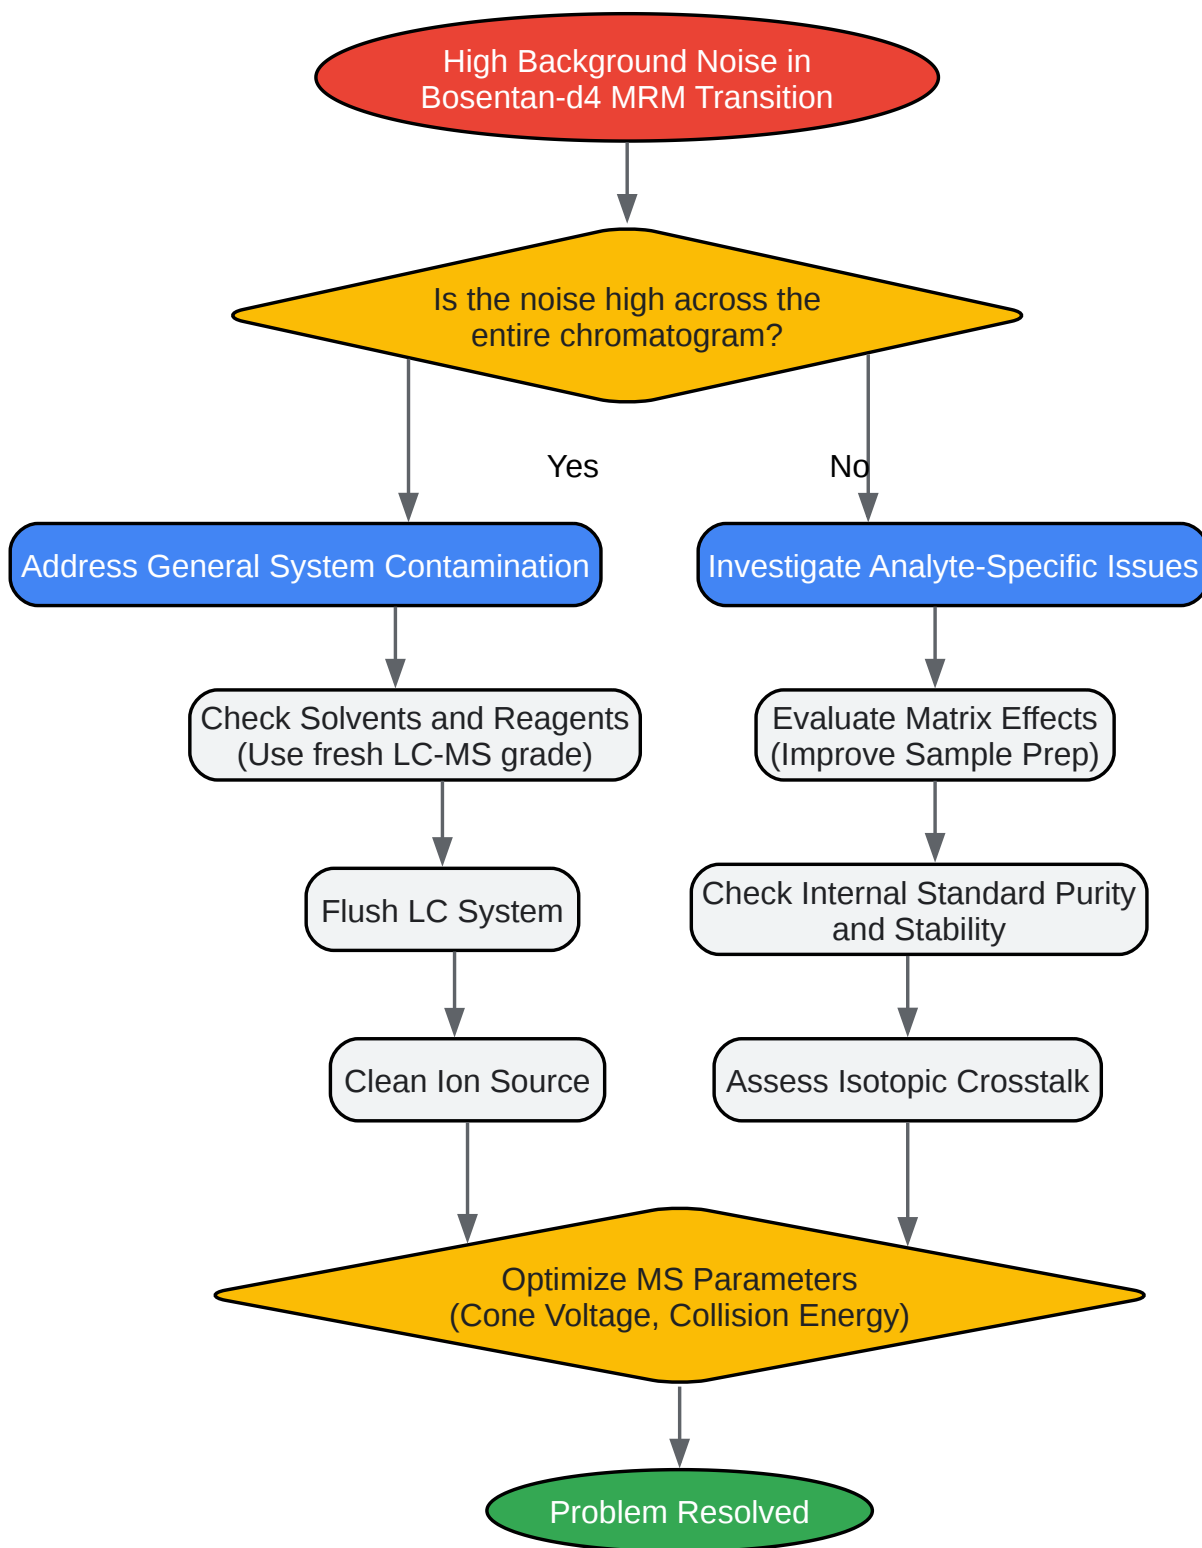 High Background Noise in
Bosentan-d4 MRM Transition
Is the noise high across the
entire chromatogram?
Yes
No
Address General System Contamination
Investigate Analyte-Specific Issues
Check Solvents and Reagents
(Use fresh LC-MS grade)
Evaluate Matrix Effects
(Improve Sample Prep)
Flush LC System
Check Internal Standard Purity
and Stability
Clean Ion Source
Assess Isotopic Crosstalk
Optimize MS Parameters
(Cone Voltage, Collision Energy)
Problem Resolved